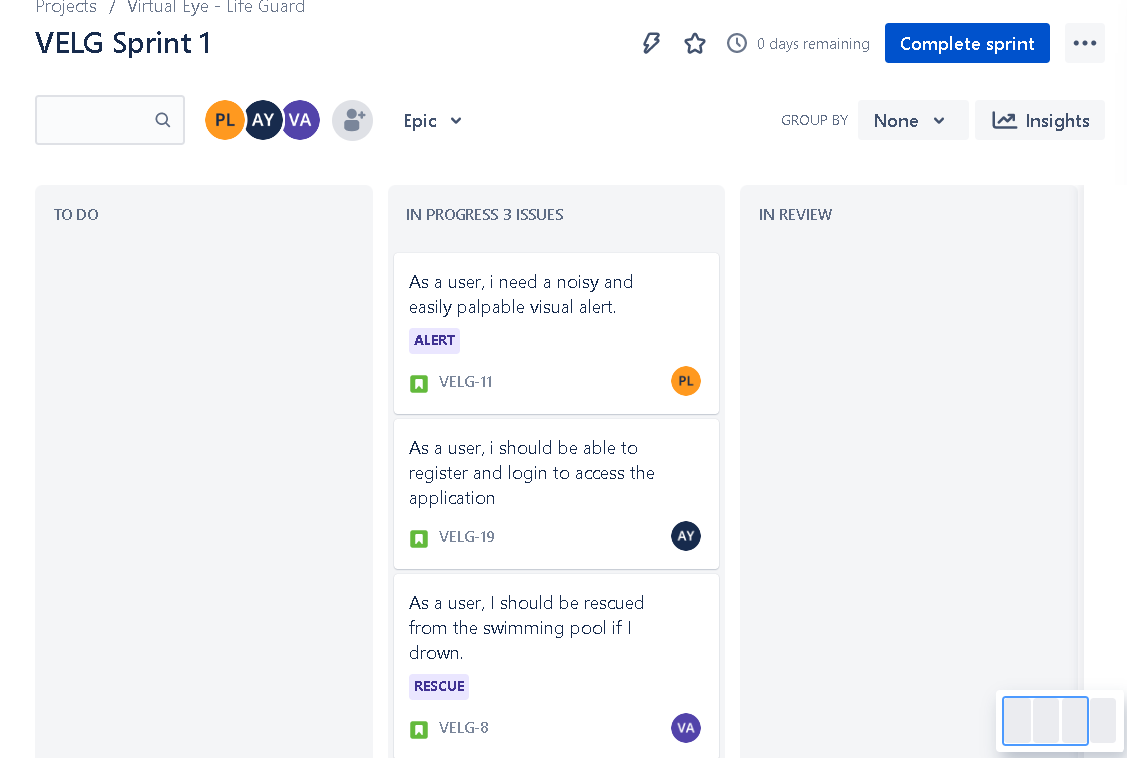 Projects / Virtual Eye - Life Guard
VELG Sprint 1
0 days remaining
Complete sprint
PL AY VA
Epic
GROUP BY
None
Insights
TO DO
IN PROGRESS 3 ISSUES
IN REVIEW
As a user, i need a noisy and
easily palpable visual alert.
ALERT
VELG-11
PL
As a user, i should be able to
register and login to access the
application
VELG-19
AY
As a user, I should be rescued
from the swimming pool if I
drown.
RESCUE
VELG-8
VA